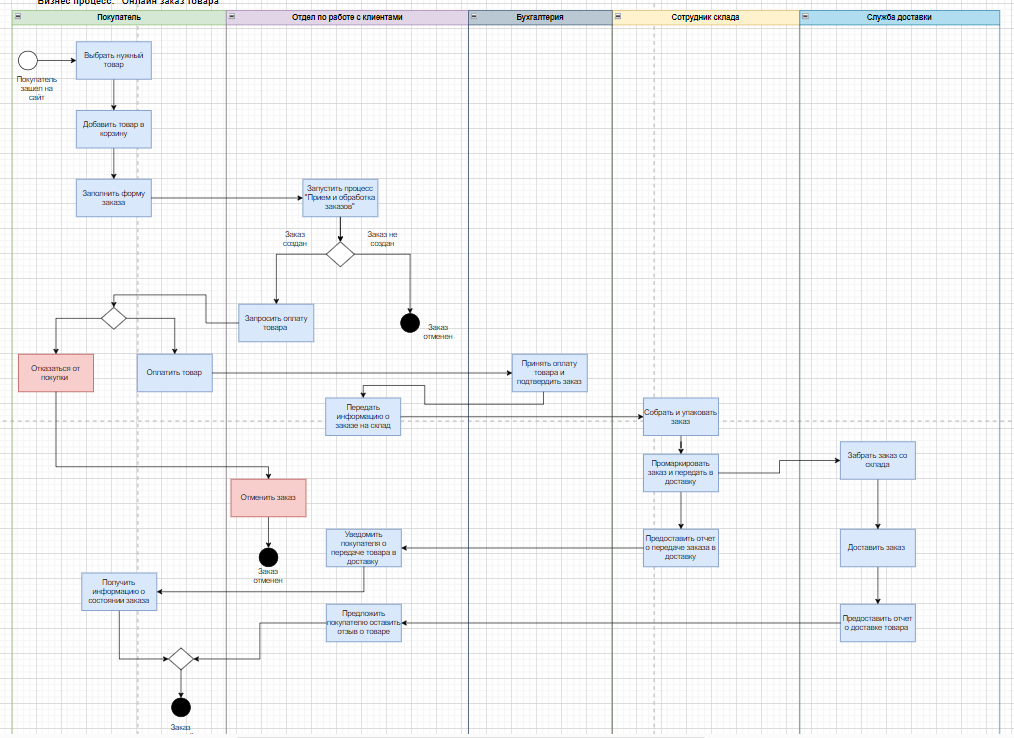 Бизнес процесс: "Онлайн заказ товара"
Покупатель
Отдел по работе с клиентами
Бухгалтерия
Сотрудник склада
Служба доставки
Выбрать нужный
товар
Покупатель
зашел на
сайт
Добавить товар в
корзину
Заполнить форму
заказа
Запустить процесс
"Прием и обработка
заказов"
Заказ
создан
Заказ не
создан
Запросить оплату
товара
Заказ
отменен
Отказаться от
покупки
Оплатить товар
Принять оплату
товара и
подтвердить заказ
Передать
информацию о
заказе на склад
Собрать и упаковать
заказ
Промаркировать
заказ и передать в
доставку
Забрать заказ со
склада
Отменить заказ
Заказ
отменен
Уведомить
покупателя о
передаче товара в
доставку
Предоставить отчет
о передаче заказа в
доставку
Доставить заказ
Получить
информацию о
состоянии заказа
Предложить
покупателю оставить
отзыв о товаре
Предоставить отчет
о доставке товара
Заказ